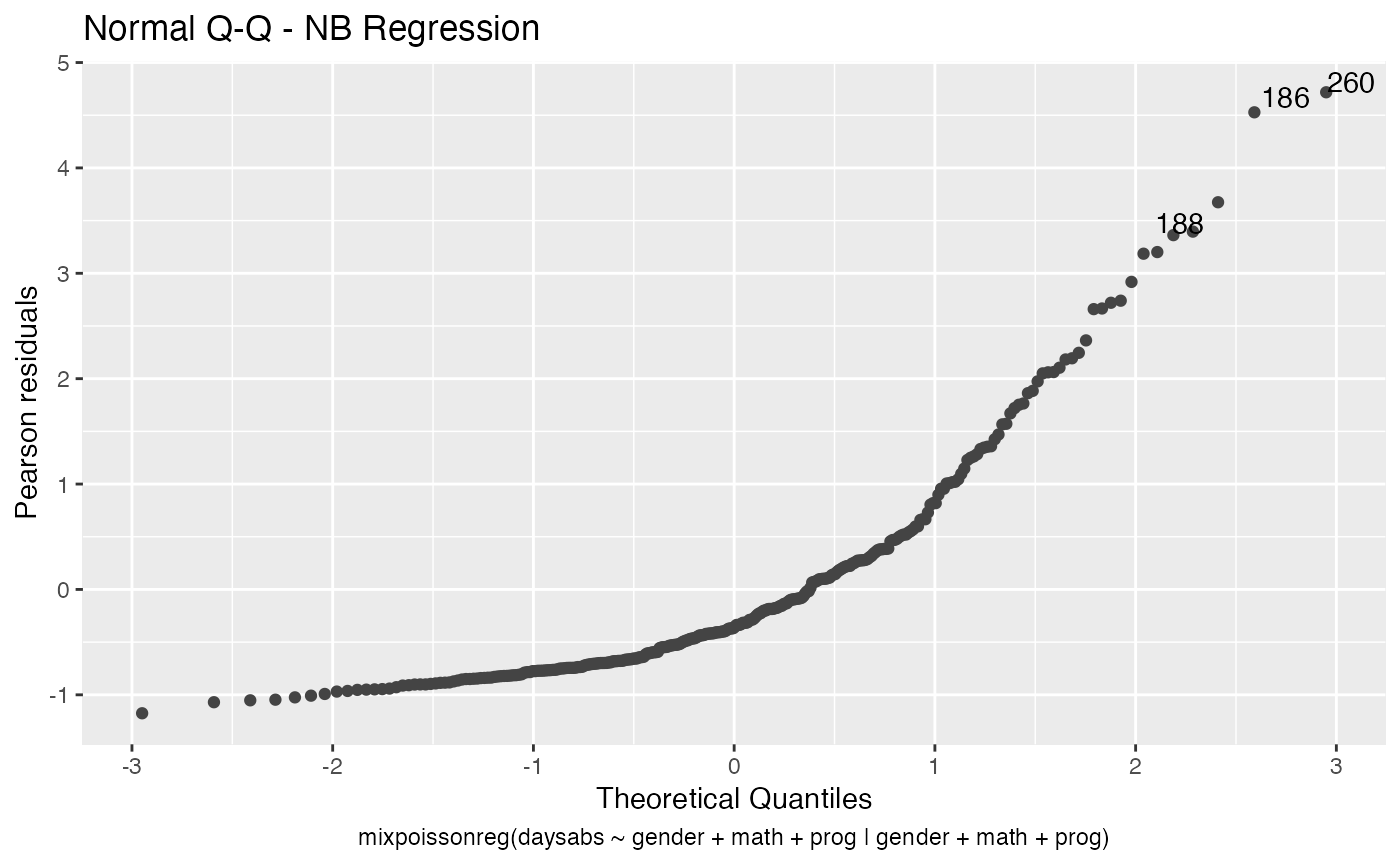 Normal Q-Q - NB Regression
5
4
3
2
1
0
-1
Pearson residuals
260
186
188
-3 -2 -1 0 1 2 3
Theoretical Quantiles
mixpoissonreg(daysabs ~ gender + math + prog | gender + math + prog)